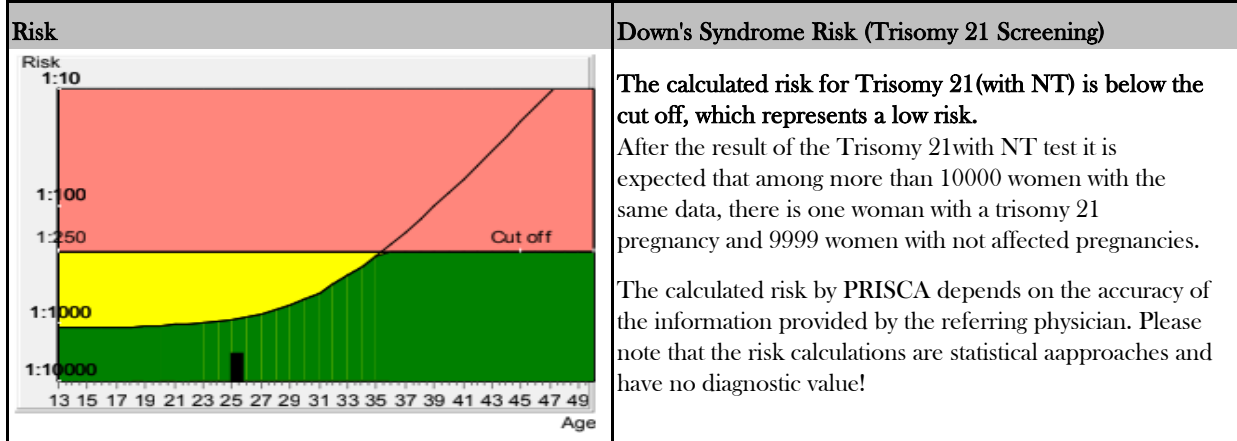 Risk
Risk
1:10
1:100
1:250
Cut off
1:1000
1:10000
13 15 17 19 21 23 25 27 29 31 33 35 37 39 41 43 45 47 49
Age
Down's Syndrome Risk (Trisomy 21 Screening)
The calculated risk for Trisomy 21(with NT) is below the
cut off, which represents a low risk.
After the result of the Trisomy 21with NT test it is
expected that among more than 10000 women with the
same data, there is one woman with a trisomy 21
pregnancy and 9999 women with not affected pregnancies.
The calculated risk by PRISCA depends on the accuracy of
the information provided by the referring physician. Please
note that the risk calculations are statistical aapproaches and
have no diagnostic value!